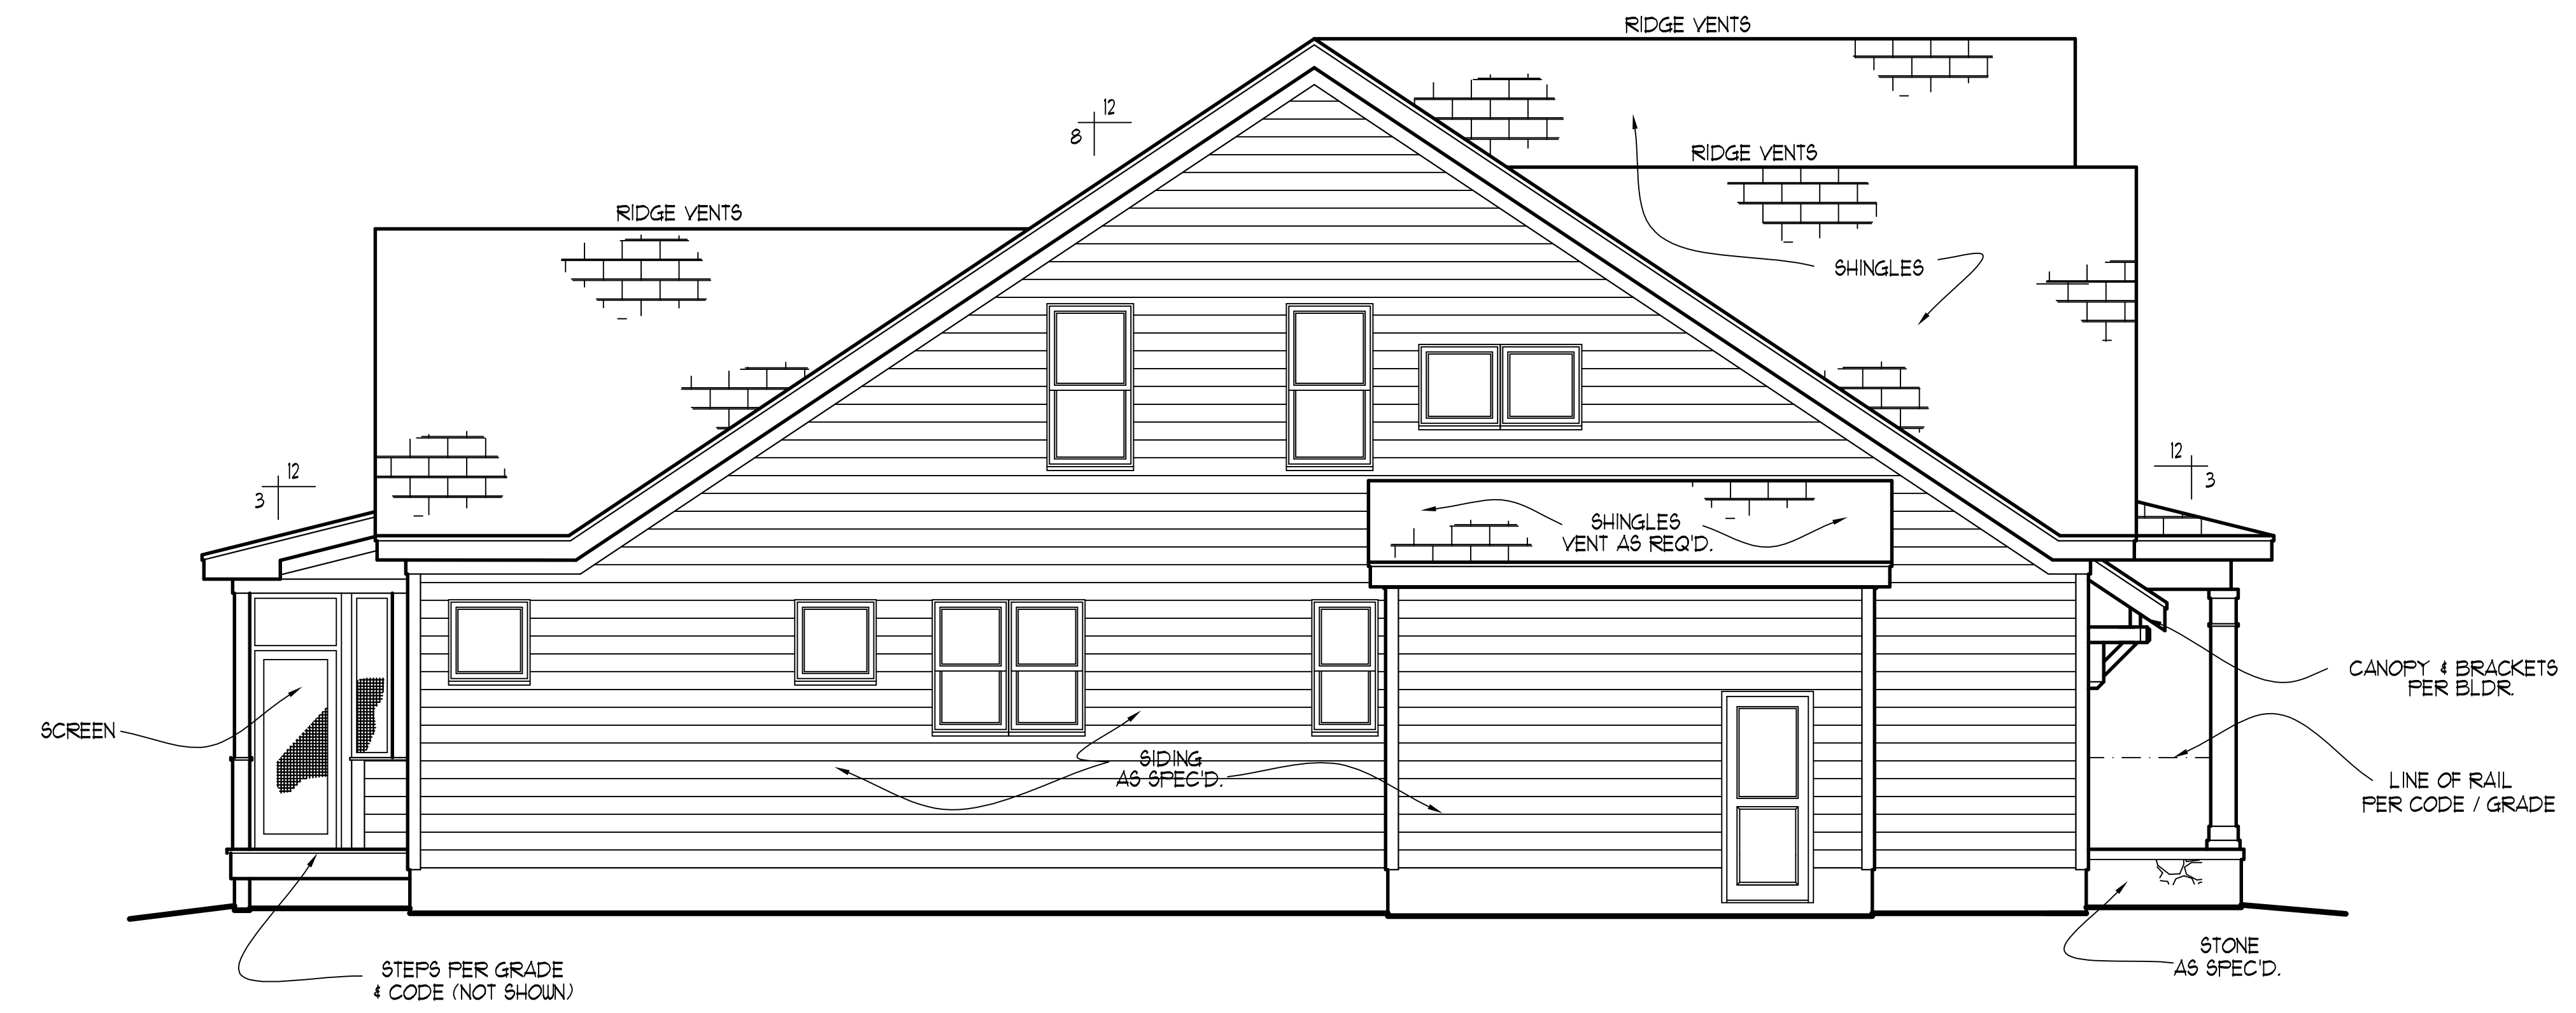 RIDGE VENTS
12
8
RIDGE VENTS
RIDGE VENTS
SHINGLES
12
3
12
3
SHINGLES
VENT AS REQ'D.
CANOPY & BRACKETS
PER BLDR.
SCREEN
SIDING
AS SPEC'D.
LINE OF RAIL
PER CODE / GRADE
STONE
AS SPEC'D.
STEPS PER GRADE
& CODE (NOT SHOWN)